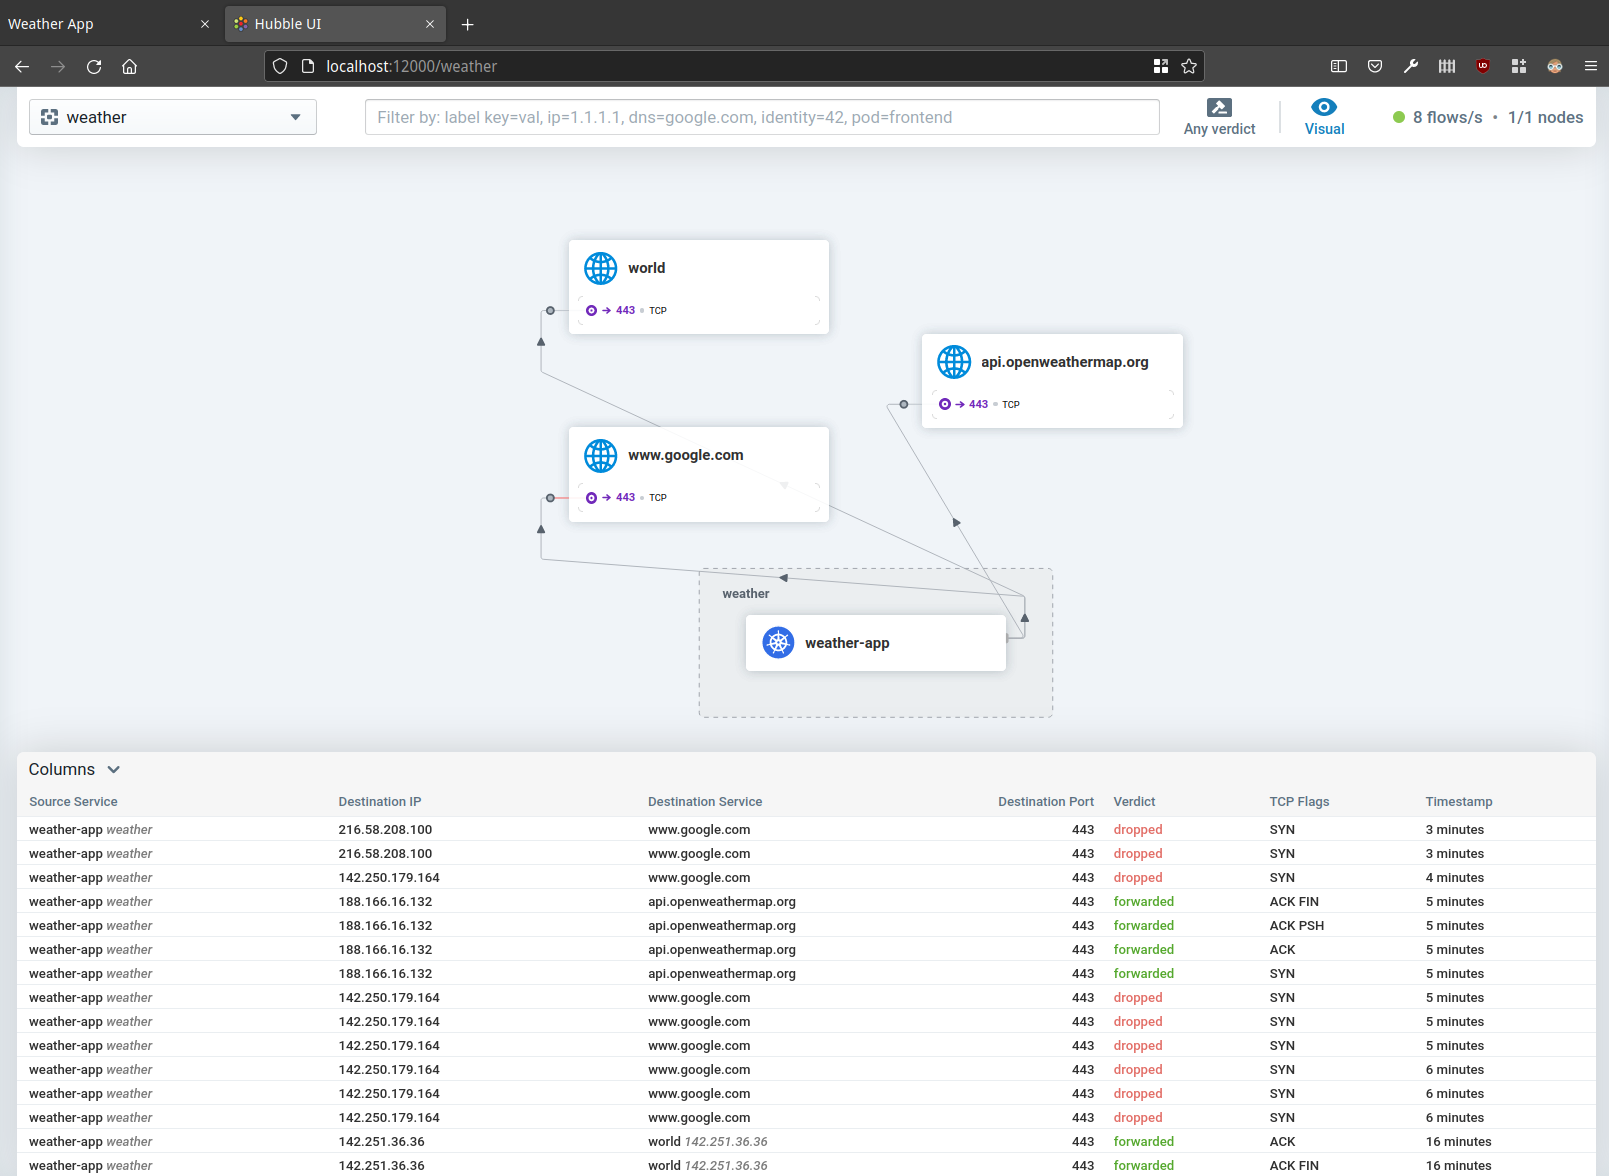 Weather App
Hubble UI
localhost:12000/weather
weather
Filter by: label key=val, ip=1.1.1.1, dns=google.com, identity=42, pod=frontend
Any verdict
Visual
8 flows/s • 1/1 nodes
world
443 TCP
api.openweathermap.org
443 TCP
www.google.com
443 TCP
weather
weather-app
Columns
Source Service Destination IP Destination Service Destination Port Verdict TCP Flags Timestamp
weather-app weather 216.58.208.100 www.google.com 443 dropped SYN 3 minutes
weather-app weather 216.58.208.100 www.google.com 443 dropped SYN 3 minutes
weather-app weather 142.250.179.164 www.google.com 443 dropped SYN 4 minutes
weather-app weather 188.166.16.132 api.openweathermap.org 443 forwarded ACK FIN 5 minutes
weather-app weather 188.166.16.132 api.openweathermap.org 443 forwarded ACK PSH 5 minutes
weather-app weather 188.166.16.132 api.openweathermap.org 443 forwarded ACK 5 minutes
weather-app weather 188.166.16.132 api.openweathermap.org 443 forwarded SYN 5 minutes
weather-app weather 142.250.179.164 www.google.com 443 dropped SYN 5 minutes
weather-app weather 142.250.179.164 www.google.com 443 dropped SYN 5 minutes
weather-app weather 142.250.179.164 www.google.com 443 dropped SYN 5 minutes
weather-app weather 142.250.179.164 www.google.com 443 dropped SYN 6 minutes
weather-app weather 142.250.179.164 www.google.com 443 dropped SYN 6 minutes
weather-app weather 142.250.179.164 www.google.com 443 dropped SYN 6 minutes
weather-app weather 142.251.36.36 world 142.251.36.36 443 forwarded ACK 16 minutes
weather-app weather 142.251.36.36 world 142.251.36.36 443 forwarded ACK FIN 16 minutes